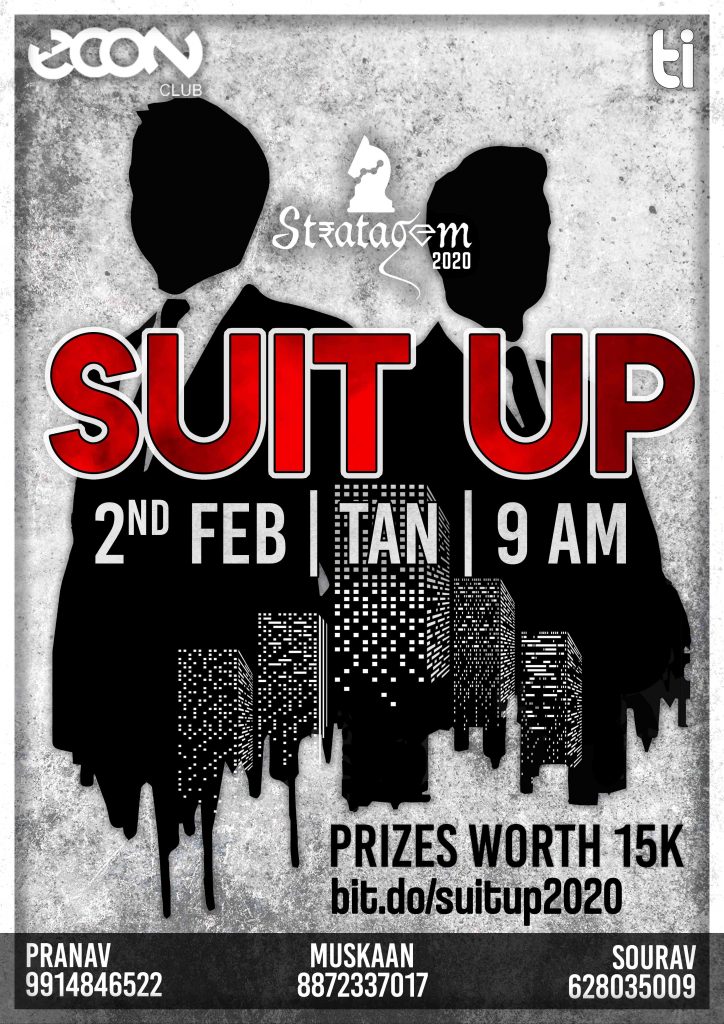 econ
CLUB
ti
Stratagem
2020
SUIT UP
2ND FEB | TAN | 9 AM
PRIZES WORTH 15K
bit.do/suitup2020
PRANAV MUSKAAN SOURAV
9914846522 8872337017 628035009